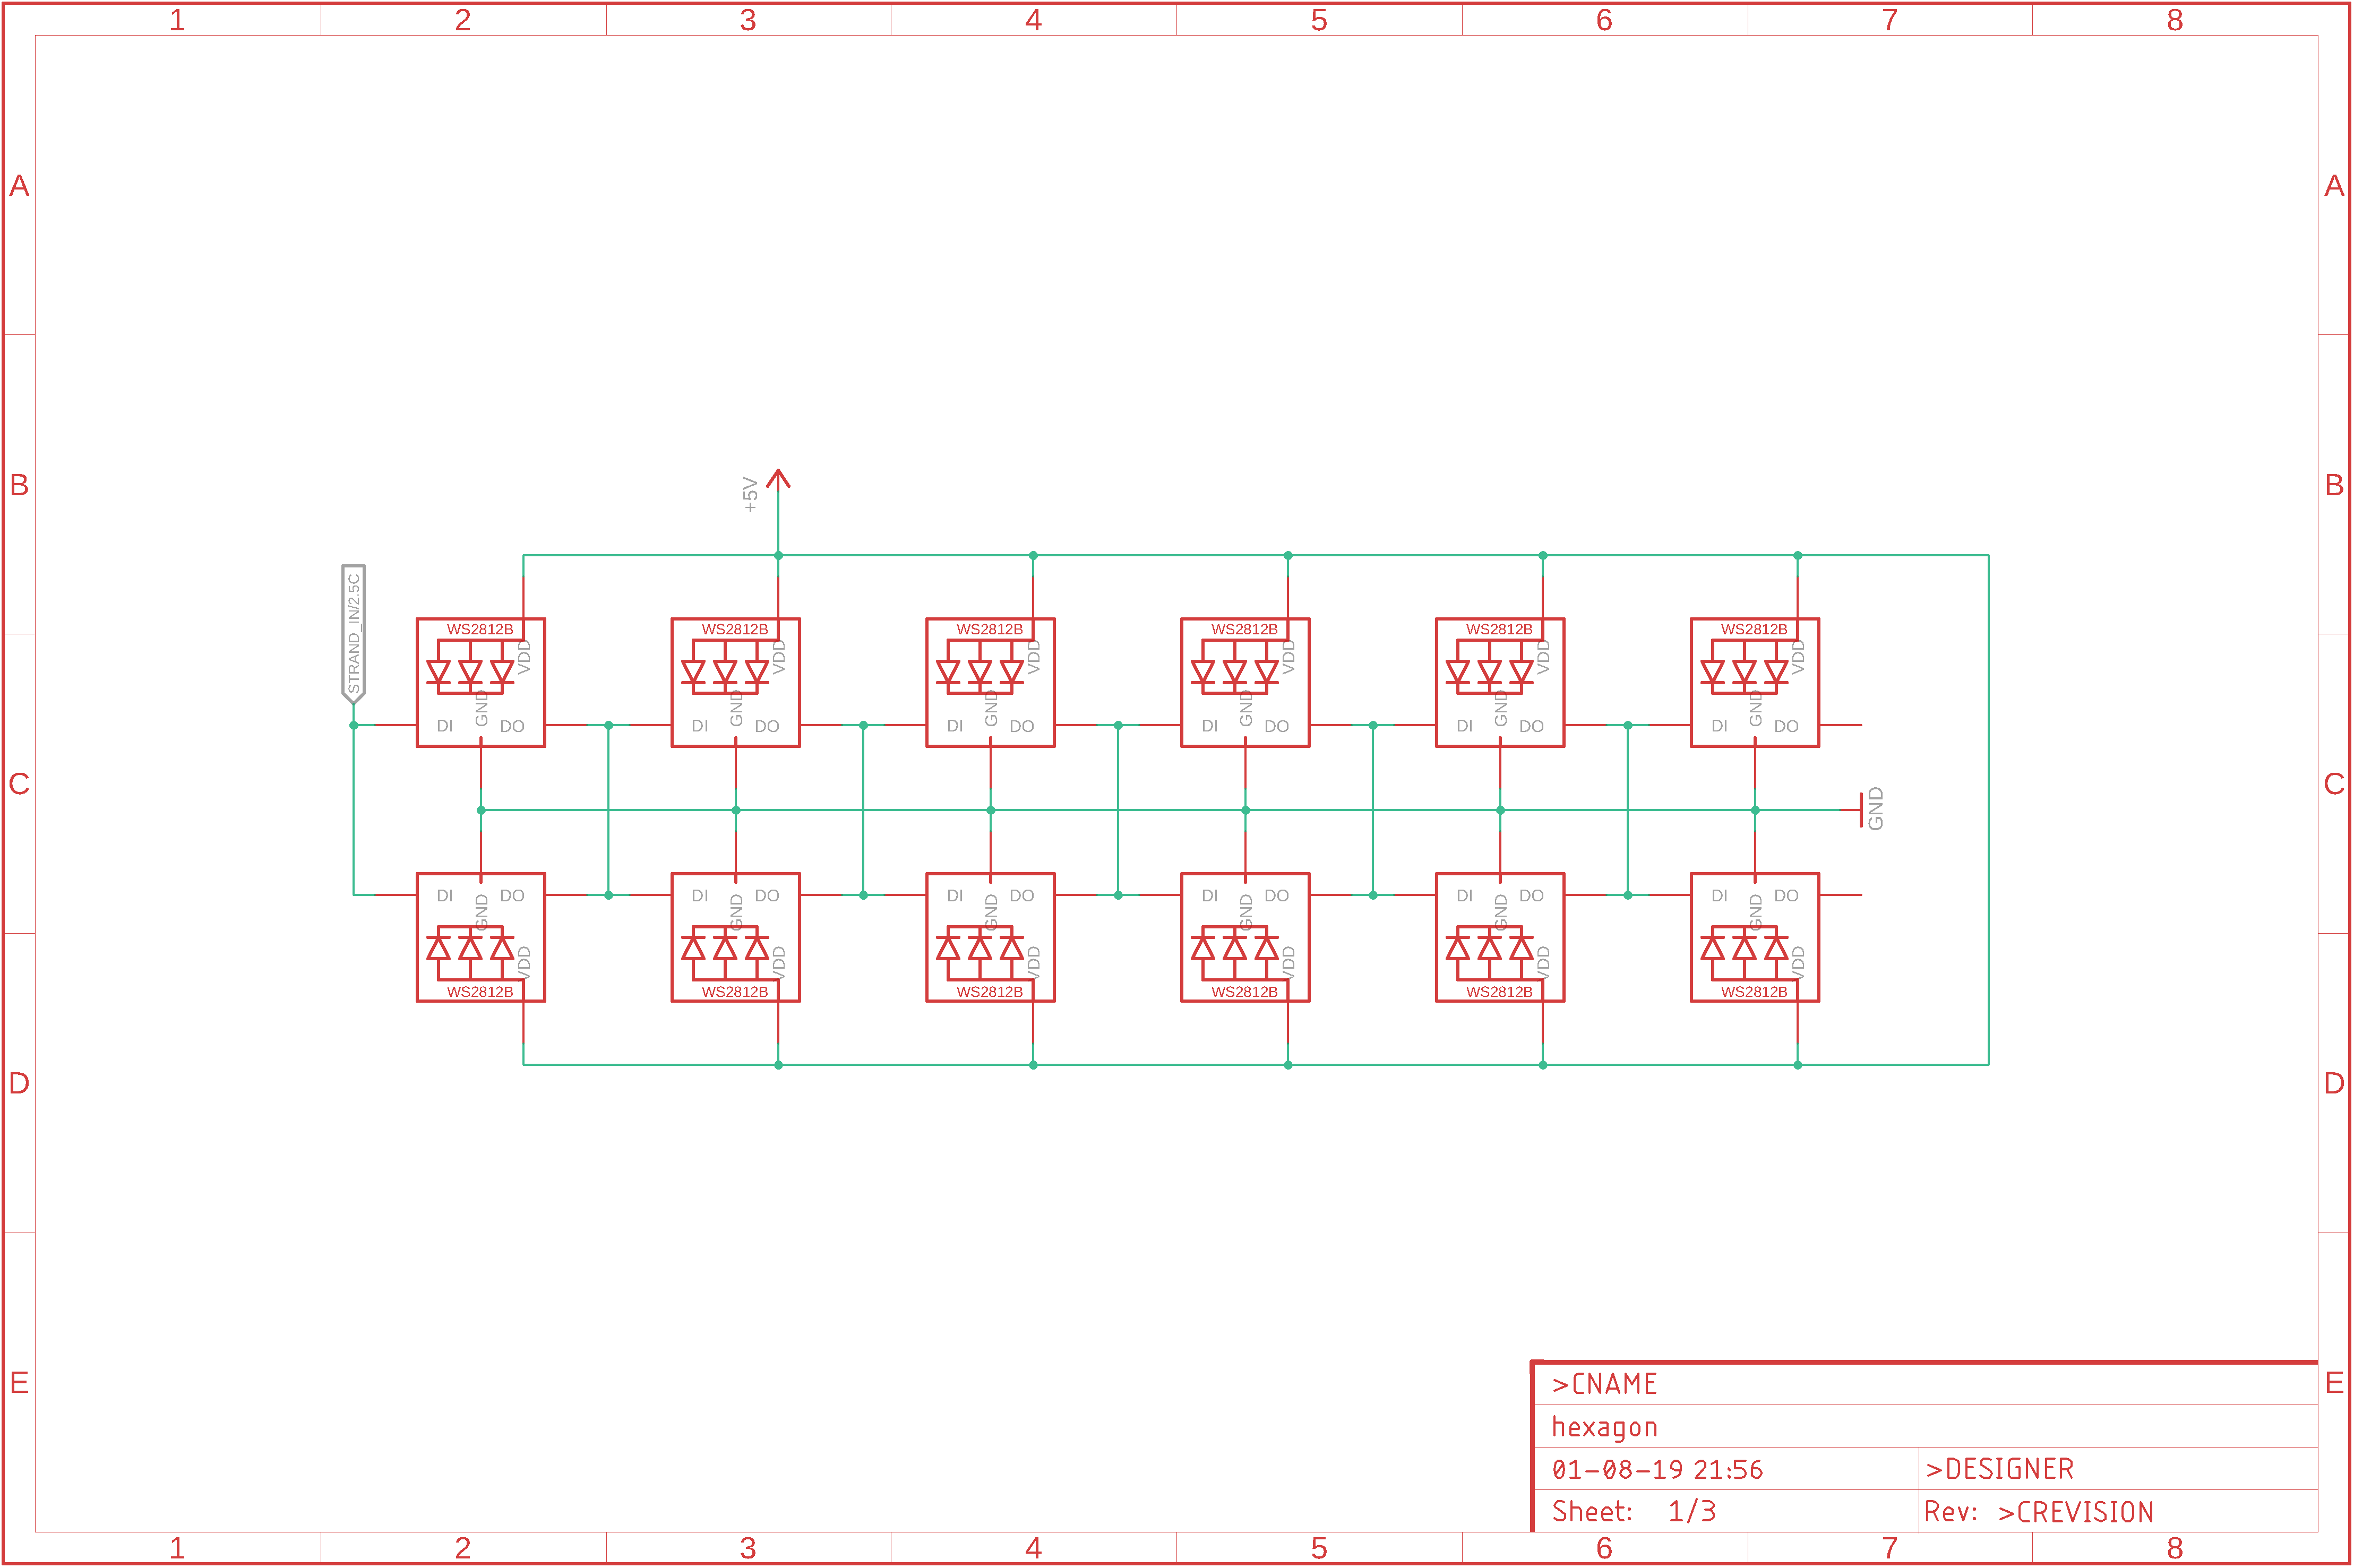 1 2 3 4 5 6 7 8
A A
B B
+5V
STRAND_IN/2.5C
WS2812B WS2812B WS2812B WS2812B WS2812B WS2812B
VDD VDD VDD VDD VDD VDD
GND GND GND GND GND GND
DI DO DI DO DI DO DI DO DI DO DI DO
C C
GND
DI DO DI DO DI DO DI DO DI DO DI DO
GND GND GND GND GND GND
VDD VDD VDD VDD VDD VDD
WS2812B WS2812B WS2812B WS2812B WS2812B WS2812B
D D
E E
>CNAME
hexagon
01-08-19 21:56 >DESIGNER
Sheet: 1/3 Rev: >CREVISION
1 2 3 4 5 6 7 8